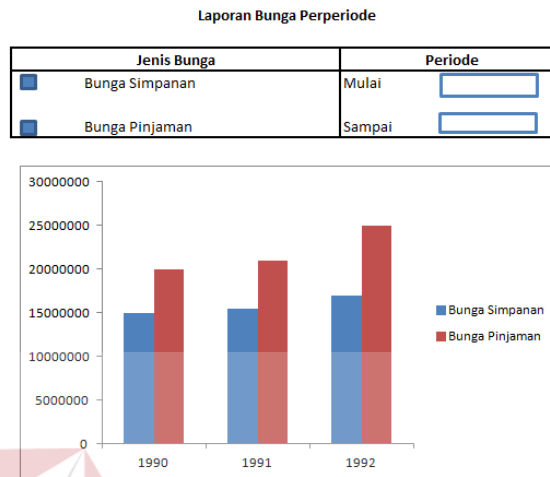 Laporan Bunga Perperiode
Jenis Bunga Periode
Bunga Simpanan Mulai
Bunga Pinjaman Sampai
30000000
25000000
20000000
15000000
10000000
5000000
0
1990 1991 1992
Bunga Simpanan
Bunga Pinjaman